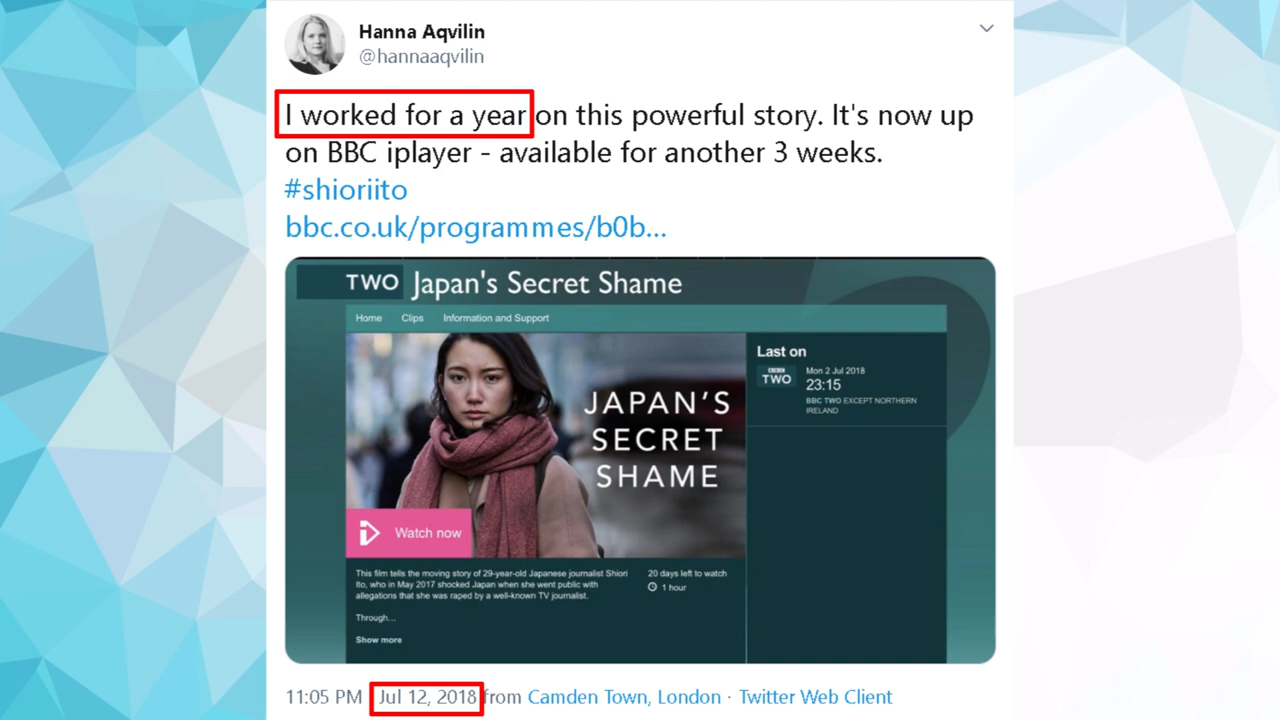 Hanna Aqvilin
@hannaaqvilin
I worked for a year on this powerful story. It's now up
on BBC iplayer - available for another 3 weeks.
#shioriito
bbc.co.uk/programmes/b0b...
TWO Japan's Secret Shame
Home Clips Information and Support
JAPAN'S
SECRET
SHAME
Watch now
Last on
BBC
TWO
Mon 2 Jul 2018
23:15
BBC TWO EXCEPT NORTHERN
IRELAND
This film tells the moving story of 29-year-old Japanese journalist Shiori
Ito, who in May 2017 shocked Japan when she went public with
allegations that she was raped by a well-known TV journalist.
Through...
Show more
20 days left to watch
1 hour
11:05 PM Jul 12, 2018 from Camden Town, London · Twitter Web Client